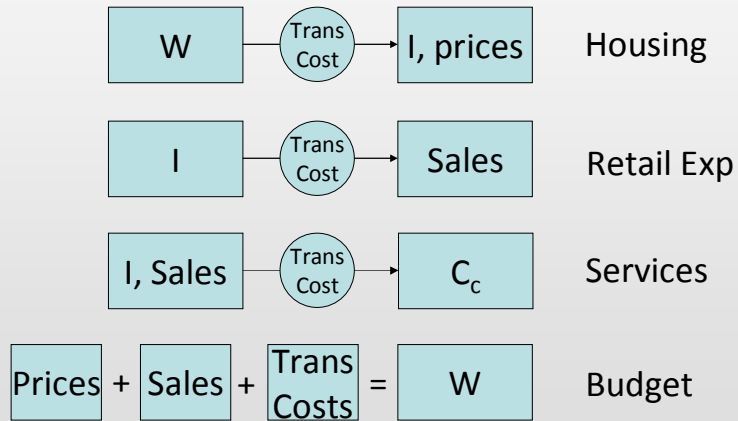 W Trans Cost I, prices Housing
I Trans Cost Sales Retail Exp
I, Sales Trans Cost Cc Services
Prices + Sales + Trans Costs = W Budget